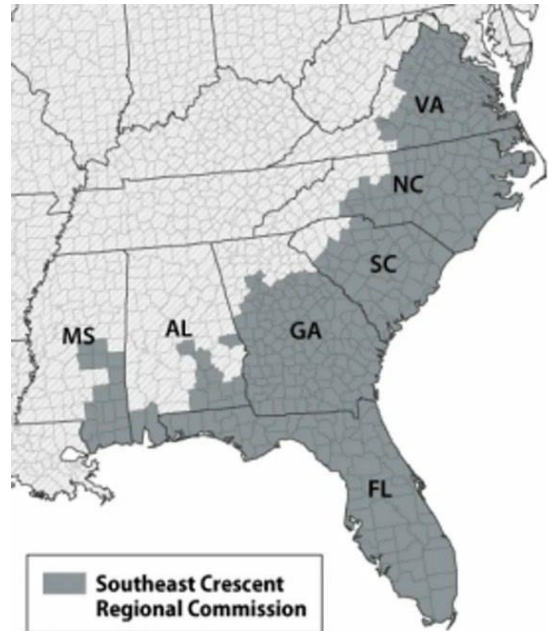 VA
NC
SC
MS
AL
GA
FL
Southeast Crescent
Regional Commission